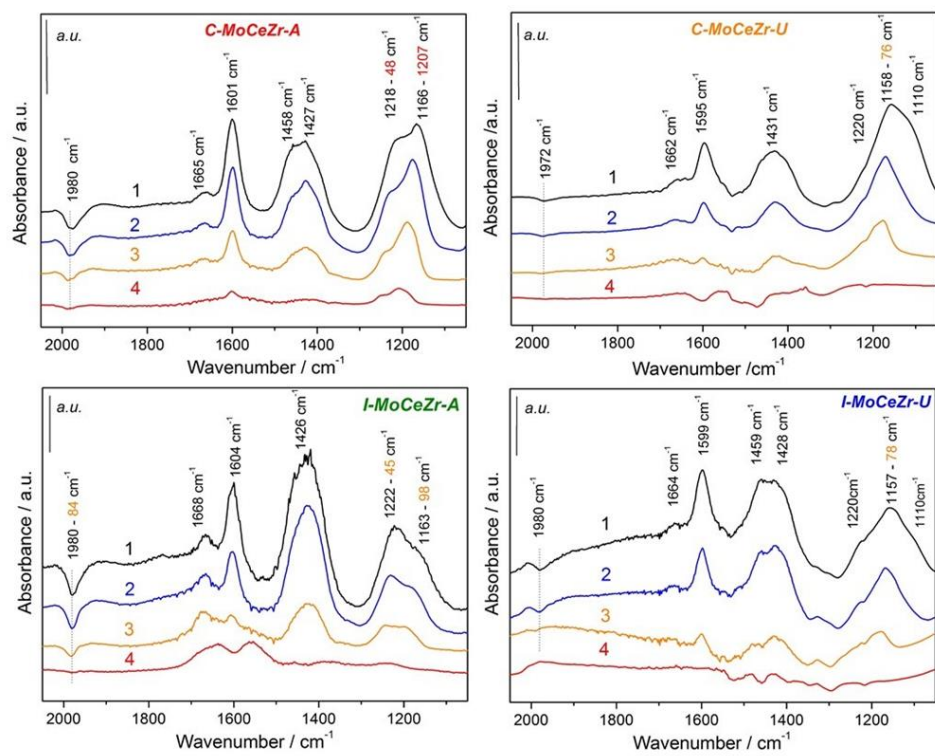 a.u.
C-MoCeZr-A
1980 cm⁻¹
1665 cm⁻¹
1601 cm⁻¹
1458 cm⁻¹
1427 cm⁻¹
1218 - 48 cm⁻¹
1166 - 1207 cm⁻¹
1
2
3
4
Absorbance / a.u.
2000
1800
1600
1400
1200
Wavenumber / cm⁻¹
a.u.
C-MoCeZr-U
1972 cm⁻¹
1662 cm⁻¹
1595 cm⁻¹
1431 cm⁻¹
1220 cm⁻¹
1158 - 76 cm⁻¹
1110 cm⁻¹
1
2
3
4
Absorbance /a.u.
2000
1800
1600
1400
1200
Wavenumber /cm⁻¹
a.u.
I-MoCeZr-A
1980 - 84 cm⁻¹
1668 cm⁻¹
1604 cm⁻¹
1426 cm⁻¹
1222 - 45 cm⁻¹
1163 - 98 cm⁻¹
1
2
3
4
Absorbance / a.u.
2000
1800
1600
1400
1200
Wavenumber / cm⁻¹
a.u.
I-MoCeZr-U
1980 cm⁻¹
1664 cm⁻¹
1599 cm⁻¹
1459 cm⁻¹
1428 cm⁻¹
1220cm⁻¹
1157 - 78 cm⁻¹
1110cm⁻¹
1
2
3
4
Absorbance / a.u.
2000
1800
1600
1400
1200
Wavenumber / cm⁻¹